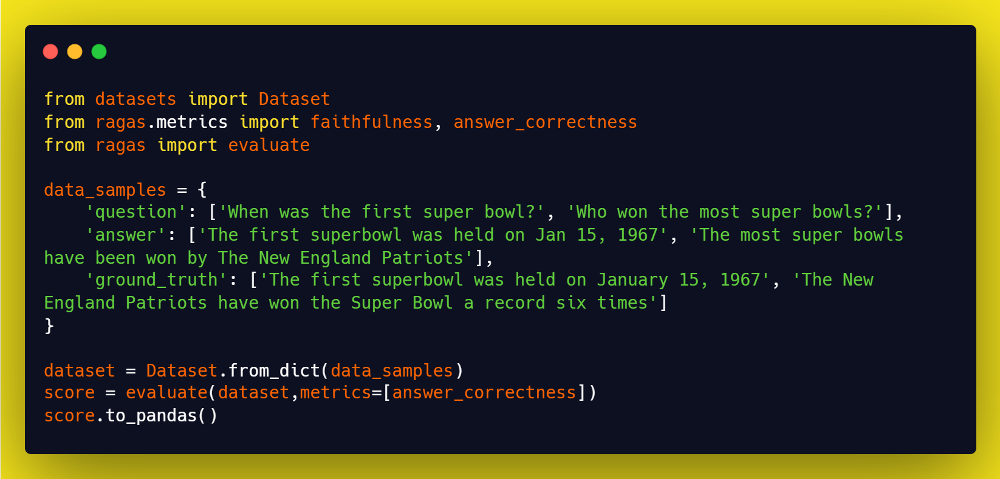 from datasets import Dataset
from ragas.metrics import faithfulness, answer_correctness
from ragas import evaluate
data_samples = {
    'question': ['When was the first super bowl?', 'Who won the most super bowls?'],
    'answer': ['The first superbowl was held on Jan 15, 1967', 'The most super bowls
have been won by The New England Patriots'],
    'ground_truth': ['The first superbowl was held on January 15, 1967', 'The New
England Patriots have won the Super Bowl a record six times']
}
dataset = Dataset.from_dict(data_samples)
score = evaluate(dataset,metrics=[answer_correctness])
score.to_pandas()